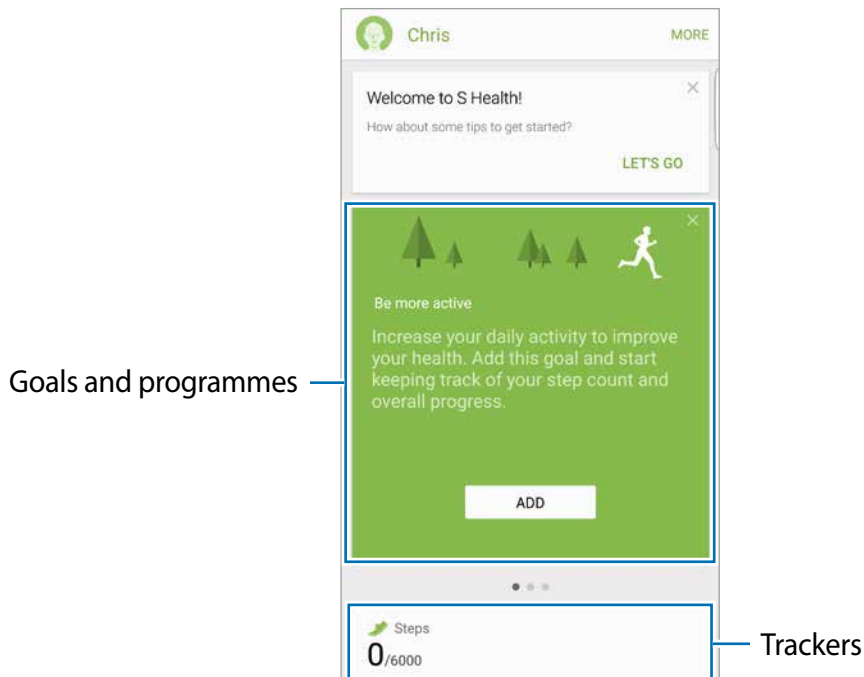 Chris MORE
Welcome to S Health!
How about some tips to get started?
LET'S GO
Be more active
Increase your daily activity to improve
your health. Add this goal and start
keeping track of your step count and
overall progress.
Goals and programmes
ADD
Steps
0/6000
Trackers